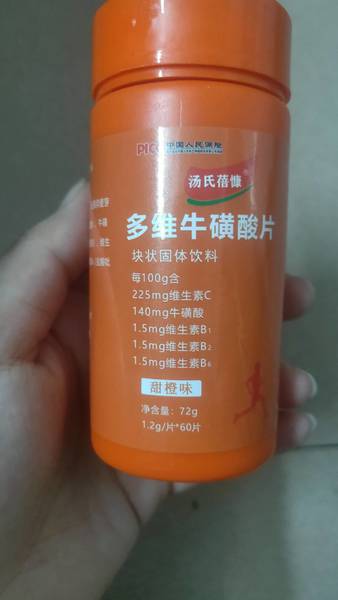 PICC 中国人民保险
汤氏蓓慷
多维牛磺酸片
块状固体饮料
每100g含
225mg维生素C
140mg牛磺酸
1.5mg维生素B₁
1.5mg维生素B₂
1.5mg维生素B₆
甜橙味
净含量：72g
1.2g/片*60片